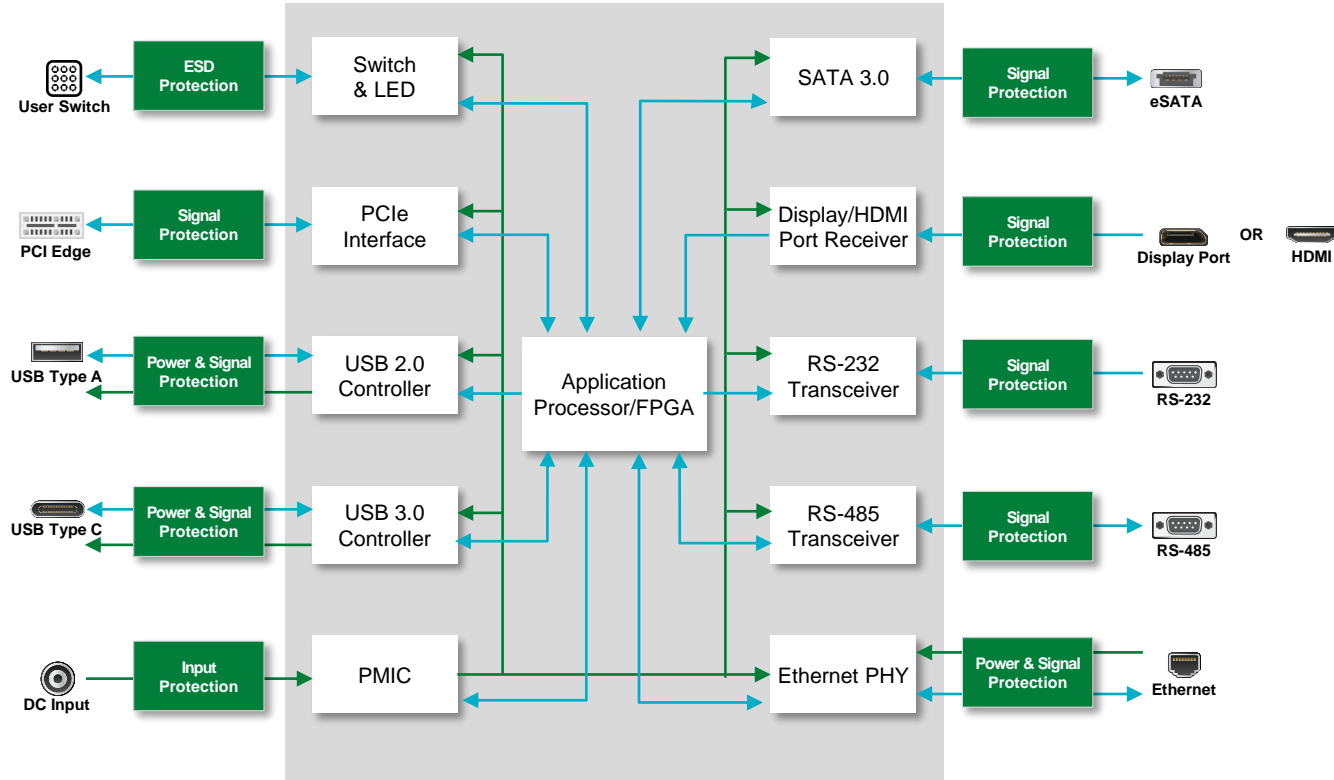 User Switch
ESD
Protection
Switch
& LED
SATA 3.0
Signal
Protection
eSATA
PCI Edge
Signal
Protection
PCIe
Interface
Display/HDMI
Port Receiver
Signal
Protection
Display Port
OR
HDMI
USB Type A
Power & Signal
Protection
USB 2.0
Controller
Application
Processor/FPGA
RS-232
Transceiver
Signal
Protection
RS-232
USB Type C
Power & Signal
Protection
USB 3.0
Controller
RS-485
Transceiver
Signal
Protection
RS-485
DC Input
Input
Protection
PMIC
Ethernet PHY
Power & Signal
Protection
Ethernet